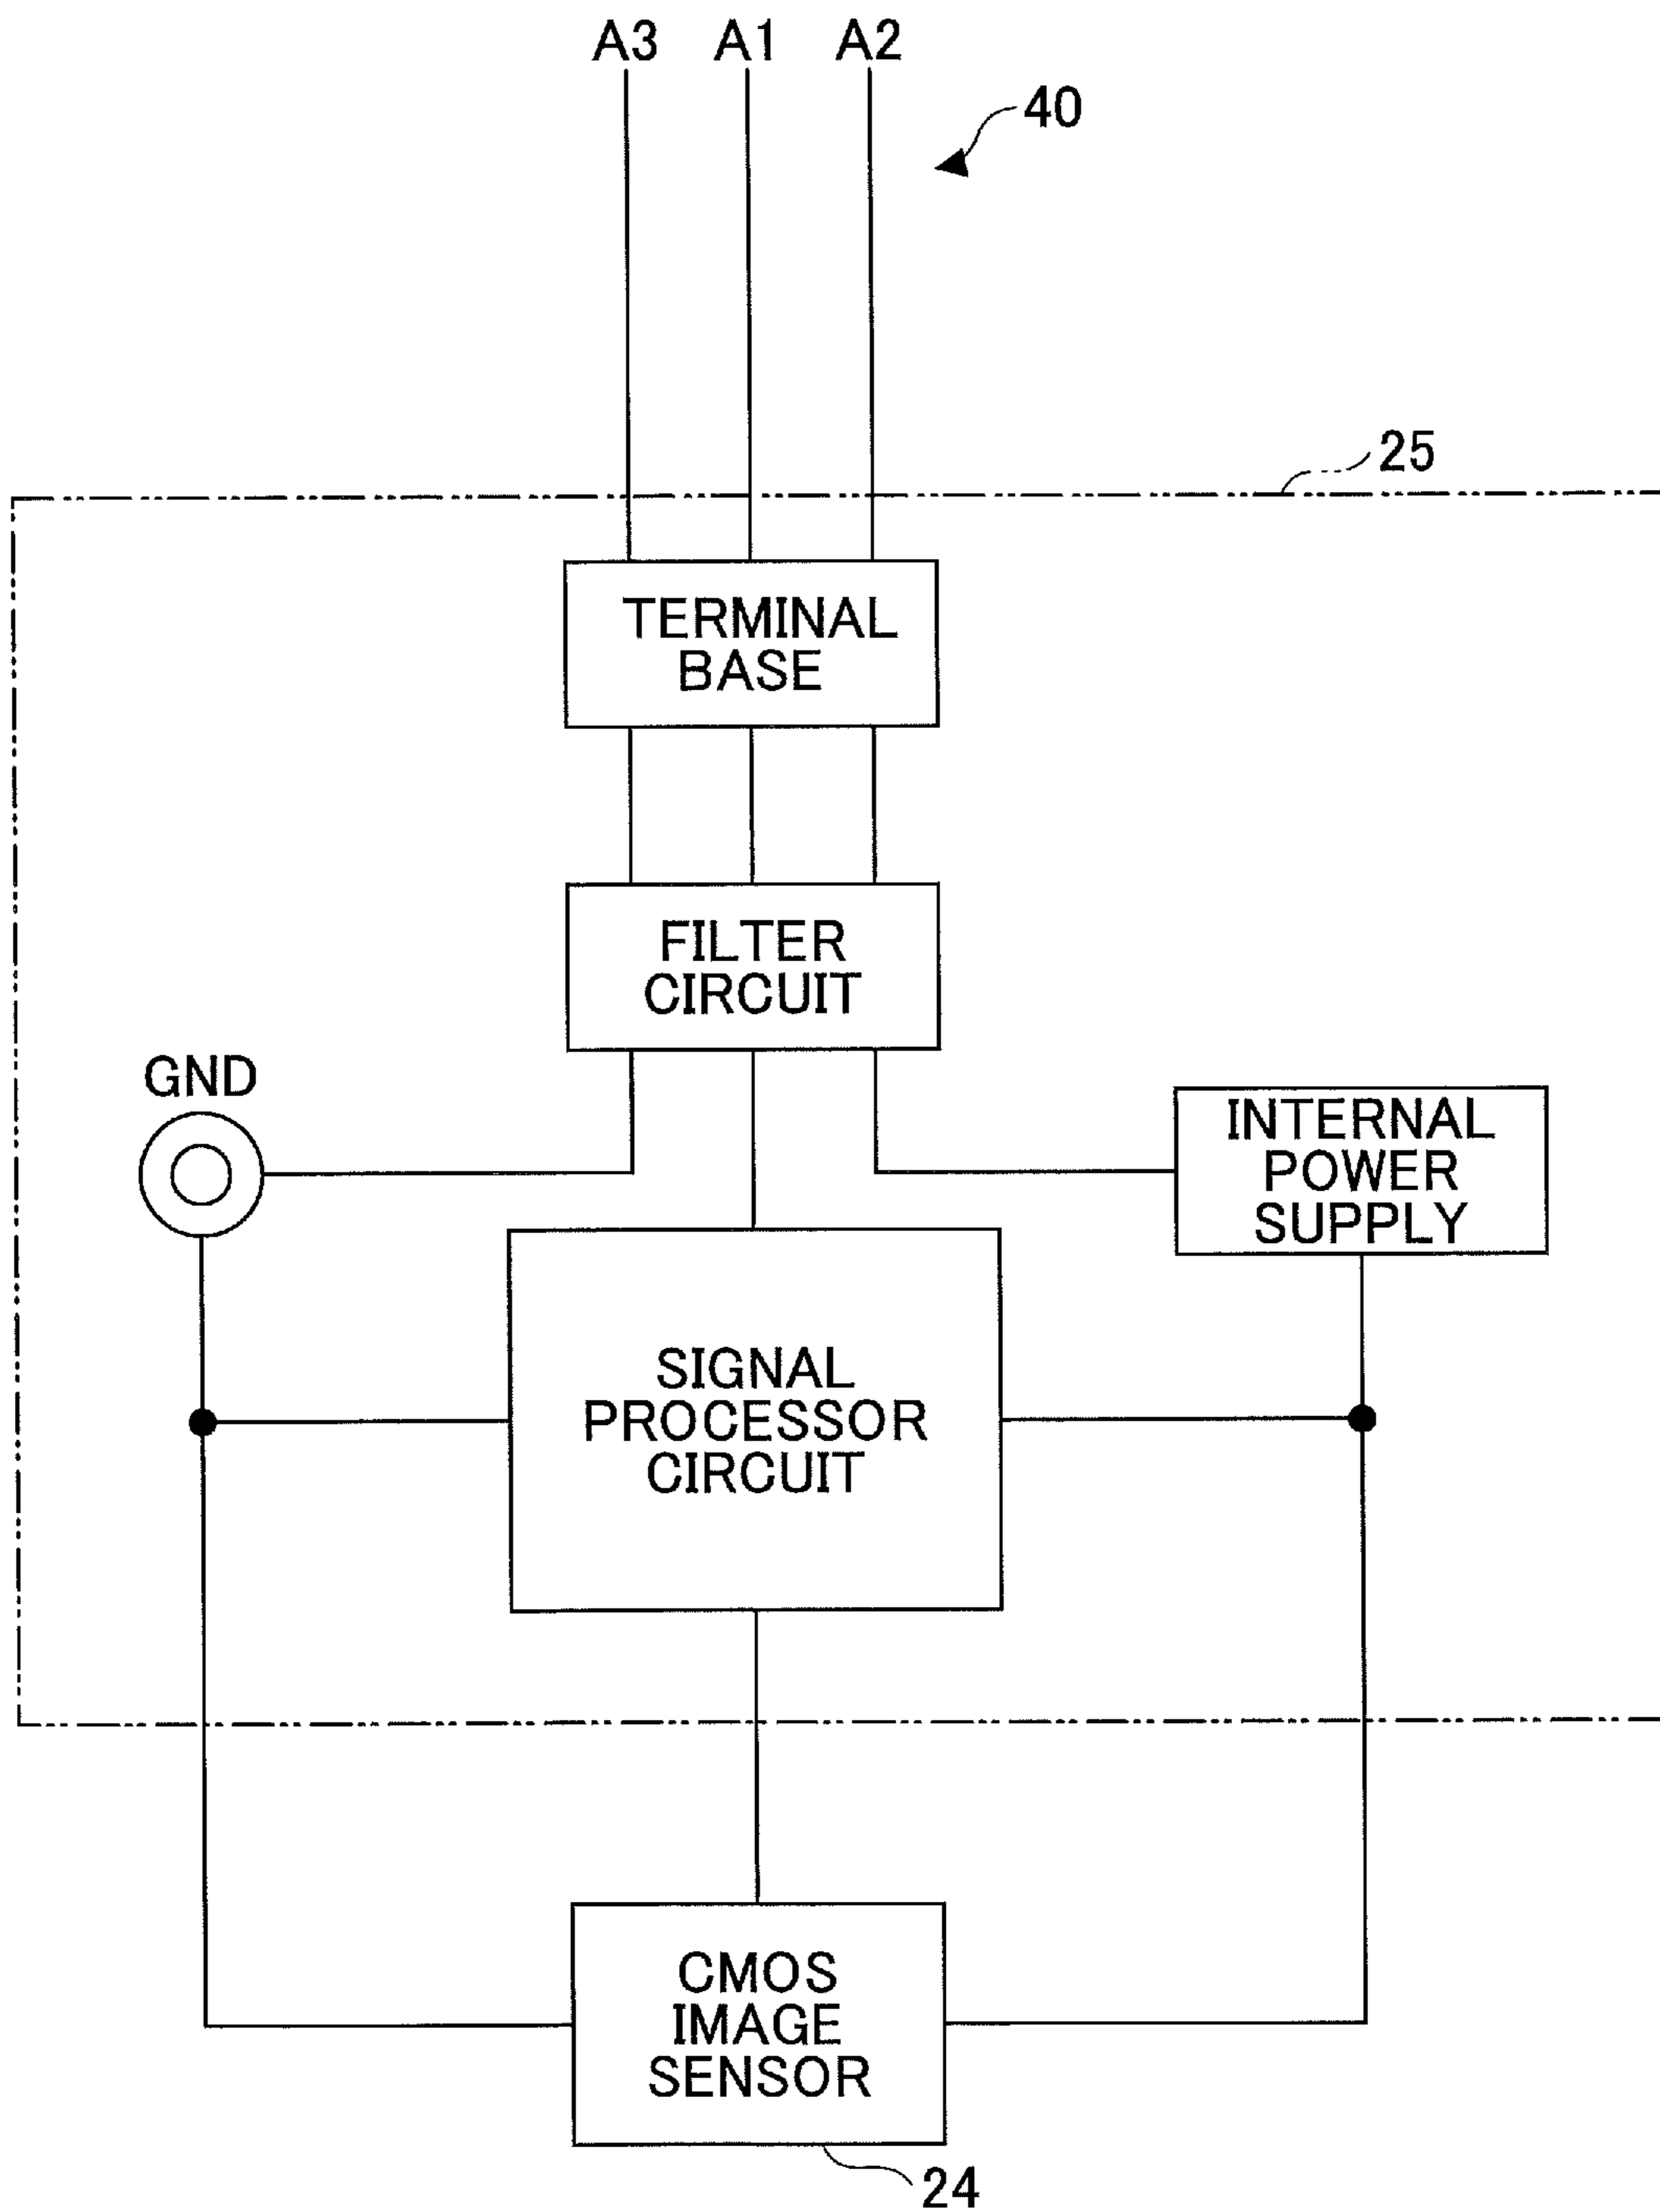 A3 A1 A2
40
25
TERMINAL
BASE
FILTER
CIRCUIT
GND
INTERNAL
POWER
SUPPLY
SIGNAL
PROCESSOR
CIRCUIT
CMOS
IMAGE
SENSOR
24